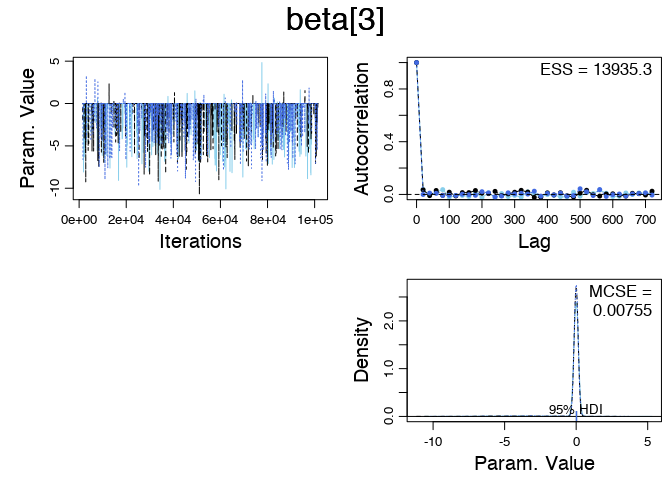 beta[3]
Param. Value
5
0
-5
-10
0e+00 2e+04 4e+04 6e+04 8e+04 1e+05
Iterations
Autocorrelation
0.8
0.4
0.0
ESS = 13935.3
0 100 200 300 400 500 600 700
Lag
Density
2.0
1.0
0.0
MCSE =
0.00755
95% HDI
-10 -5 0 5
Param. Value